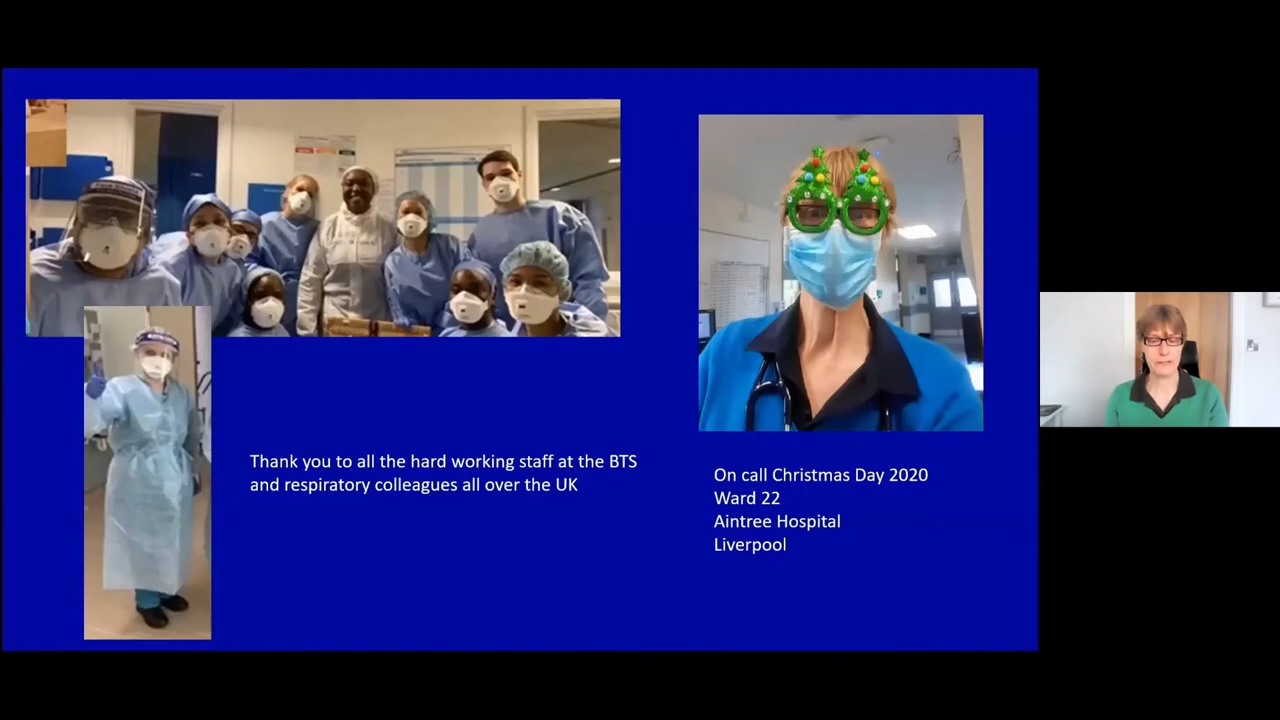 Thank you to all the hard working staff at the BTS
and respiratory colleagues all over the UK
On call Christmas Day 2020
Ward 22
Aintree Hospital
Liverpool